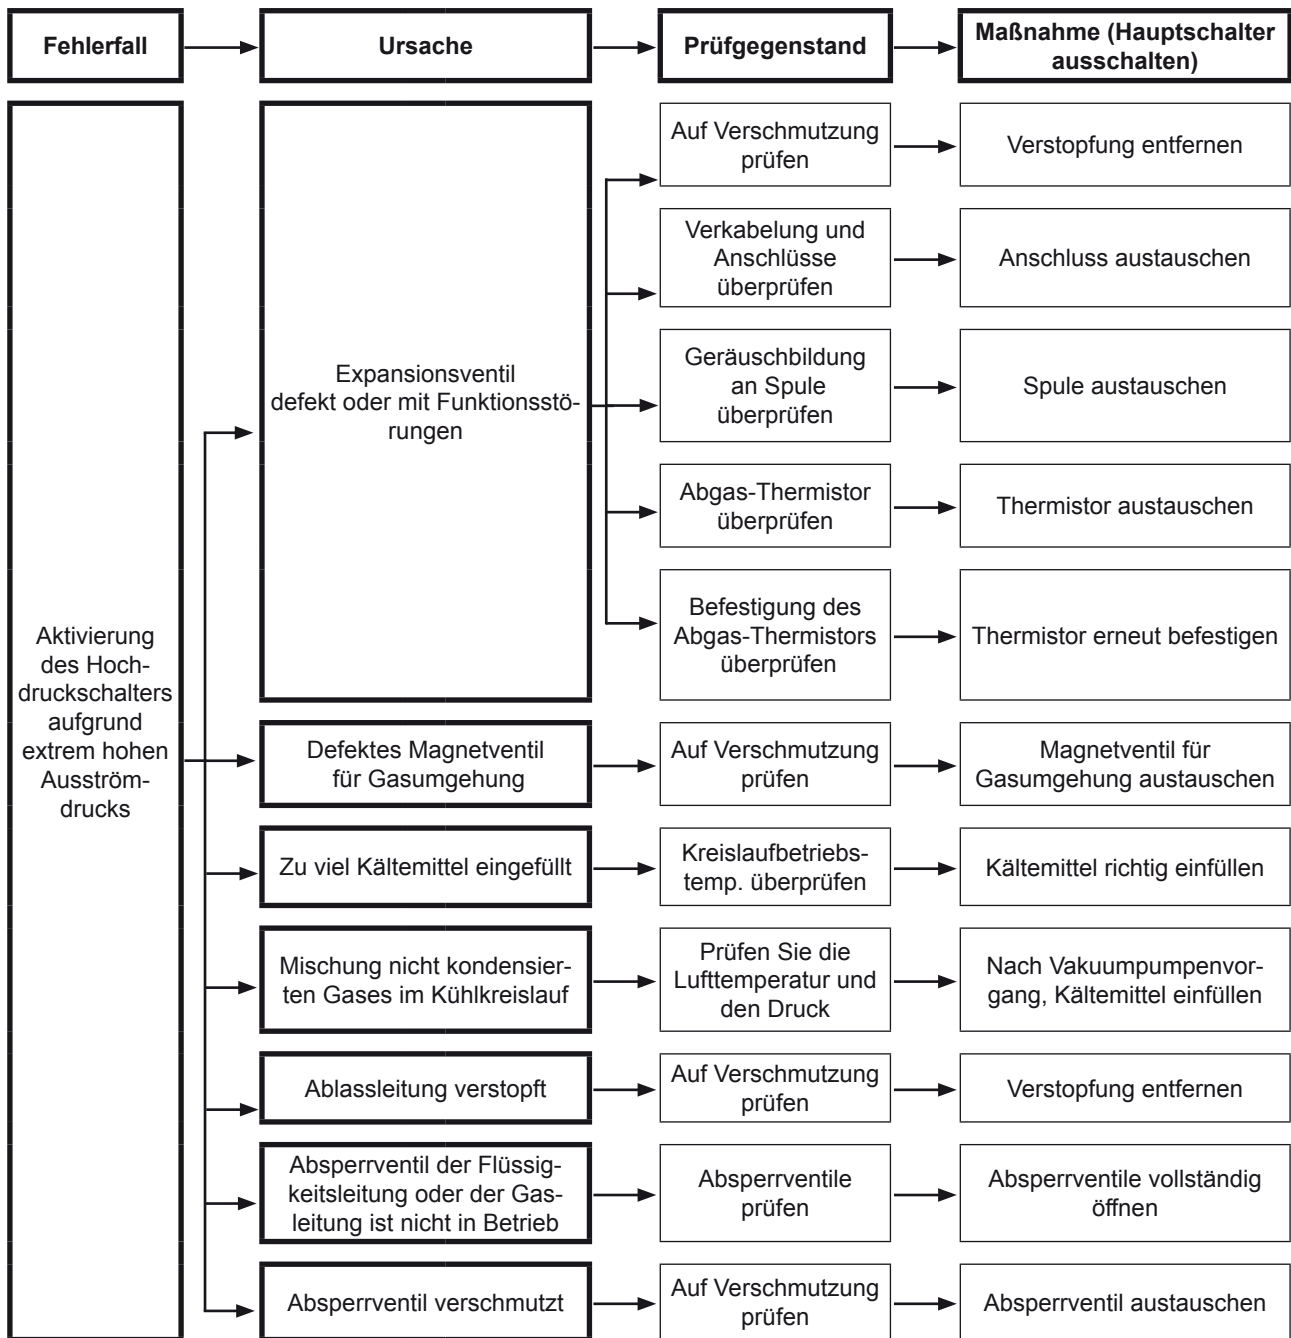 Fehlerfall
Ursache
Prüfgegenstand
Maßnahme (Hauptschalter
ausschalten)
Aktivierung
des Hoch-
druckschalters
aufgrund
extrem hohen
Ausström-
drucks
Expansionsventil
defekt oder mit Funktionsstö-
rungen
Auf Verschmutzung
prüfen
Verstopfung entfernen
Verkabelung und
Anschlüsse
überprüfen
Anschluss austauschen
Geräuschbildung
an Spule
überprüfen
Spule austauschen
Abgas-Thermistor
überprüfen
Thermistor austauschen
Befestigung des
Abgas-Thermistors
überprüfen
Thermistor erneut befestigen
Defektes Magnetventil
für Gasumgehung
Auf Verschmutzung
prüfen
Magnetventil für
Gasumgehung austauschen
Zu viel Kältemittel eingefüllt
Kreislaufbetriebs-
temp. überprüfen
Kältemittel richtig einfüllen
Mischung nicht kondensier-
ten Gases im Kühlkreislauf
Prüfen Sie die
Lufttemperatur und
den Druck
Nach Vakuumpumpenvor-
gang, Kältemittel einfüllen
Ablassleitung verstopft
Auf Verschmutzung
prüfen
Verstopfung entfernen
Absperrventil der Flüssig-
keitsleitung oder der Gas-
leitung ist nicht in Betrieb
Absperrventile
prüfen
Absperrventile vollständig
öffnen
Absperrventil verschmutzt
Auf Verschmutzung
prüfen
Absperrventil austauschen